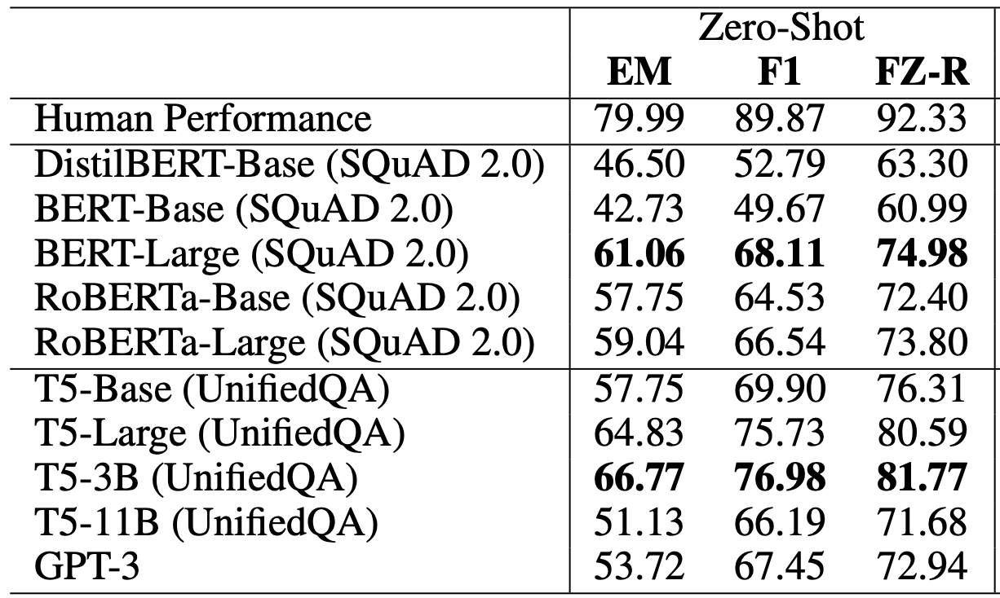 Zero-Shot
EM F1 FZ-R
Human Performance 79.99 89.87 92.33
DistilBERT-Base (SQuAD 2.0) 46.50 52.79 63.30
BERT-Base (SQuAD 2.0) 42.73 49.67 60.99
BERT-Large (SQuAD 2.0) 61.06 68.11 74.98
RoBERTa-Base (SQuAD 2.0) 57.75 64.53 72.40
RoBERTa-Large (SQuAD 2.0) 59.04 66.54 73.80
T5-Base (UnifiedQA) 57.75 69.90 76.31
T5-Large (UnifiedQA) 64.83 75.73 80.59
T5-3B (UnifiedQA) 66.77 76.98 81.77
T5-11B (UnifiedQA) 51.13 66.19 71.68
GPT-3 53.72 67.45 72.94